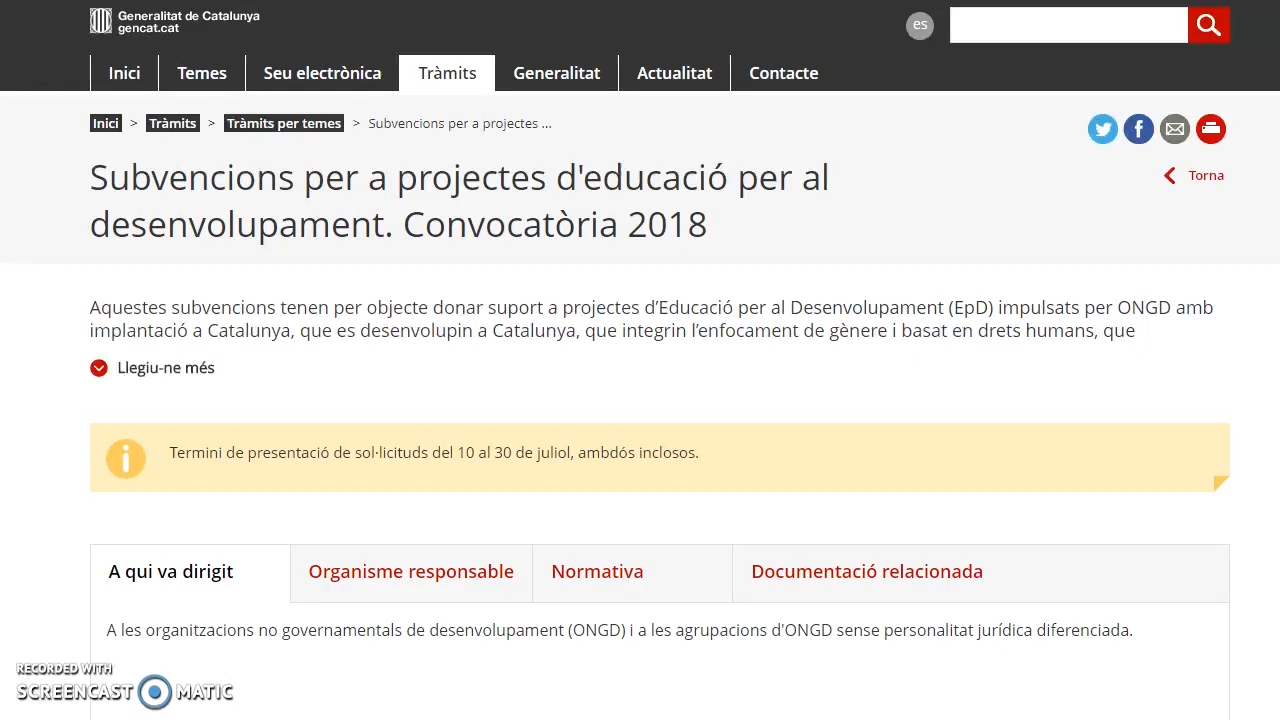 Generalitat de Catalunya
gencat.cat
es
Inici Temes Seu electrònica Tràmits Generalitat Actualitat Contacte
Inici > Tràmits > Tràmits per temes > Subvencions per a projectes ...
Subvencions per a projectes d'educació per al
desenvolupament. Convocatòria 2018
Torna
Aquestes subvencions tenen per objecte donar suport a projectes d’Educació per al Desenvolupament (EpD) impulsats per ONGD amb
implantació a Catalunya, que es desenvolupin a Catalunya, que integrin l’enfocament de gènere i basat en drets humans, que
Llegiu-ne més
Termini de presentació de sol·licituds del 10 al 30 de juliol, ambdós inclosos.
A qui va dirigit Organisme responsable Normativa Documentació relacionada
A les organitzacions no governamentals de desenvolupament (ONGD) i a les agrupacions d'ONGD sense personalitat jurídica diferenciada.
RECORDED WITH
SCREENCAST MATIC